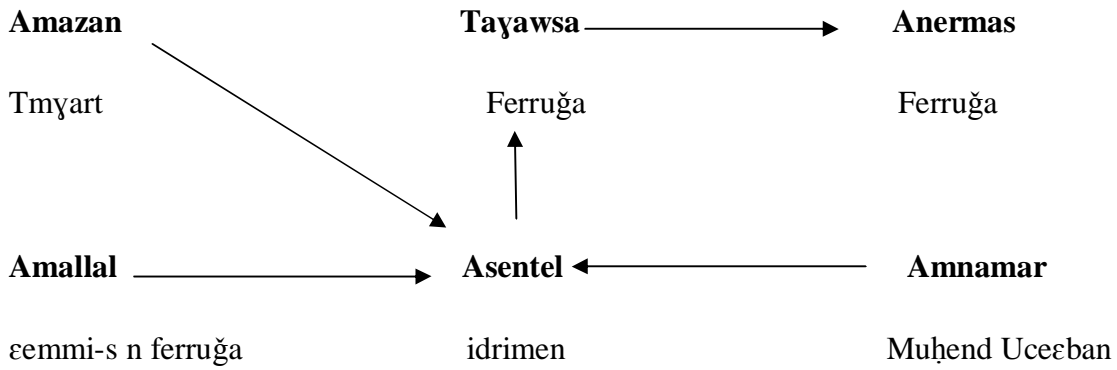 Amazan Taɣawsa Anermas
Tmɣart Ferruǧa Ferruǧa
Amallal Asentel Amnamar
ɛemmi-s n ferruǧa idrimen Muḥend Uceɛban